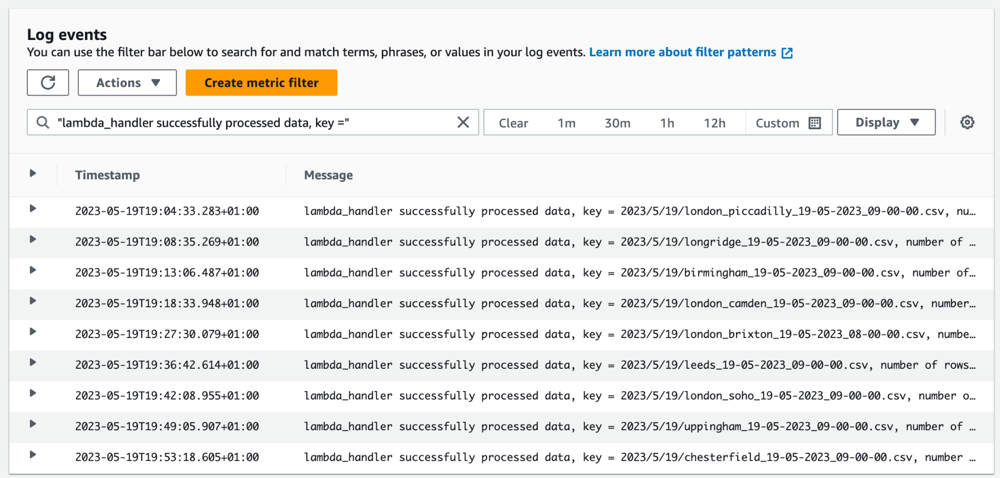 Log events
You can use the filter bar below to search for and match terms, phrases, or values in your log events. Learn more about filter patterns
Actions Create metric filter
"lambda_handler successfully processed data, key =" Clear 1m 30m 1h 12h Custom Display
Timestamp Message
2023-05-19T19:04:33.283+01:00 lambda_handler successfully processed data, key = 2023/5/19/london_piccadilly_19-05-2023_09-00-00.csv, nu…
2023-05-19T19:08:35.269+01:00 lambda_handler successfully processed data, key = 2023/5/19/longridge_19-05-2023_09-00-00.csv, number of …
2023-05-19T19:13:06.487+01:00 lambda_handler successfully processed data, key = 2023/5/19/birmingham_19-05-2023_09-00-00.csv, number of…
2023-05-19T19:18:33.948+01:00 lambda_handler successfully processed data, key = 2023/5/19/london_camden_19-05-2023_09-00-00.csv, number…
2023-05-19T19:27:30.079+01:00 lambda_handler successfully processed data, key = 2023/5/19/london_brixton_19-05-2023_08-00-00.csv, numbe…
2023-05-19T19:36:42.614+01:00 lambda_handler successfully processed data, key = 2023/5/19/leeds_19-05-2023_09-00-00.csv, number of rows…
2023-05-19T19:42:08.955+01:00 lambda_handler successfully processed data, key = 2023/5/19/london_soho_19-05-2023_09-00-00.csv, number o…
2023-05-19T19:49:05.907+01:00 lambda_handler successfully processed data, key = 2023/5/19/uppingham_19-05-2023_09-00-00.csv, number of …
2023-05-19T19:53:18.605+01:00 lambda_handler successfully processed data, key = 2023/5/19/chesterfield_19-05-2023_09-00-00.csv, number …